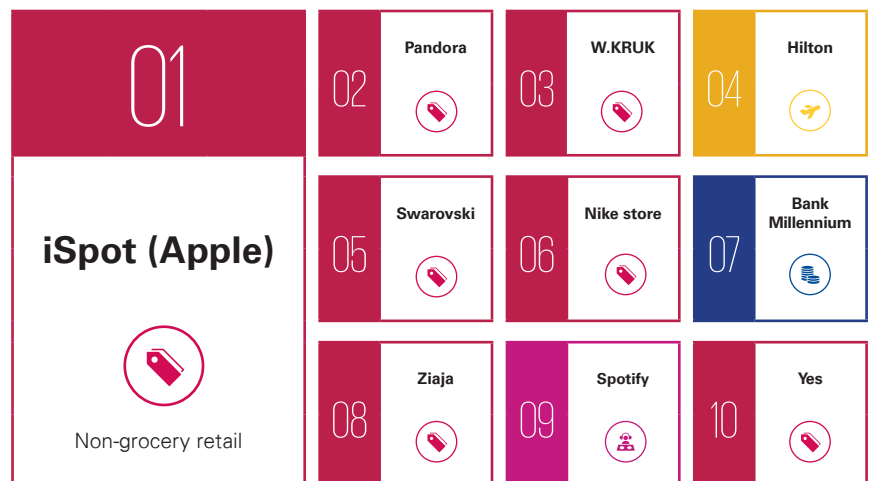 01
iSpot (Apple)
Non-grocery retail
02
Pandora
03
W.KRUK
04
Hilton
05
Swarovski
06
Nike store
07
Bank
Millennium
08
Ziaja
09
Spotify
10
Yes